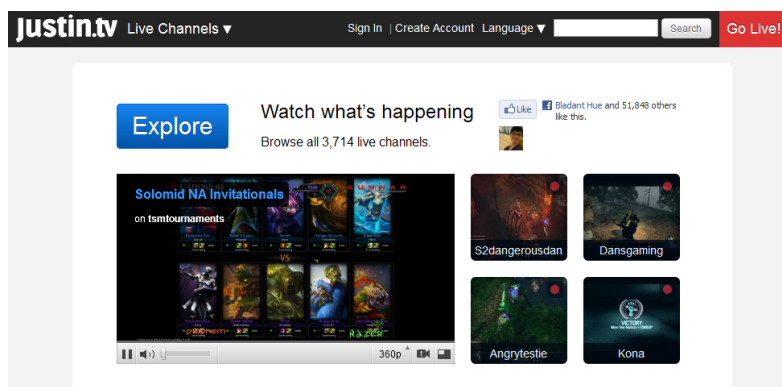 Justin.tv Live Channels ▼ Sign In | Create Account Language ▼ Search Go Live!
Explore
Watch what's happening
Browse all 3,714 live channels.
Like
Bladant Hue and 51,848 others
like this.
Solomid NA Invitationals
on tsmtournaments
VS
RAZER
360p
S2dangerousdan
Dansgaming
Angrytestie
VICTORY
Kona